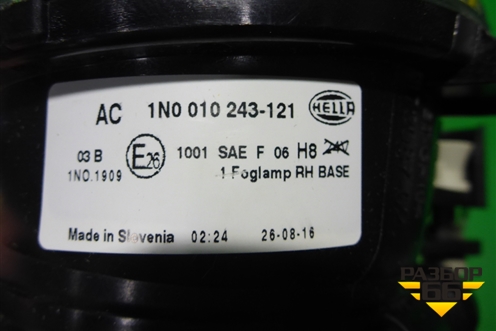 AC 1N0 010 243-121 HELLA
03 B E26 1001 SAE F 06 H8
1NO.1909 1 Foglamp RH BASE
Made in Slovenia 02:24 26-08-16
РАЗБОР
66